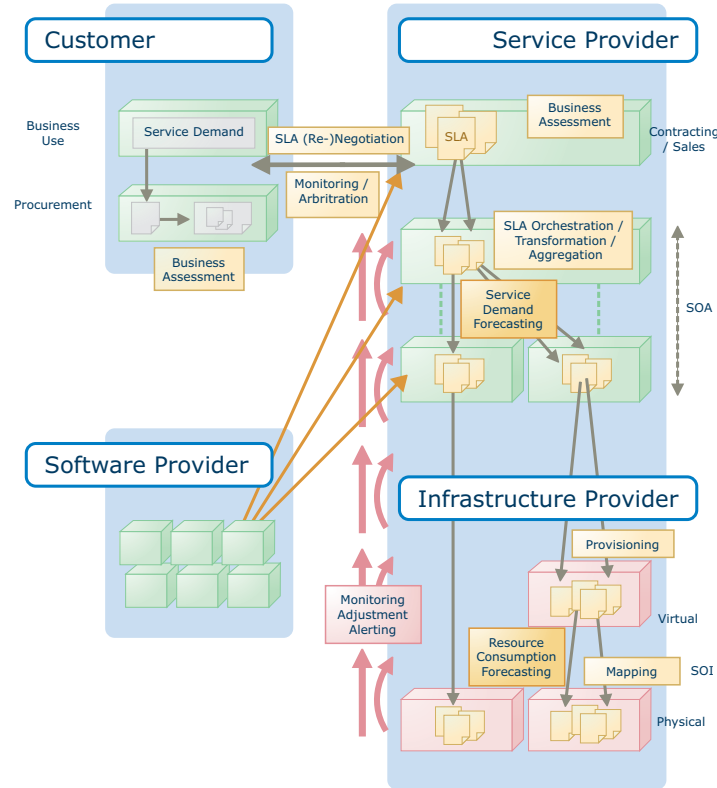 Customer
Service Provider
Business
Use
Service Demand
SLA (Re-)Negotiation
SLA
Business
Assessment
Contracting
/ Sales
Procurement
Monitoring /
Arbritration
Business
Assessment
SLA Orchestration /
Transformation /
Aggregation
Service
Demand
Forecasting
SOA
Software Provider
Infrastructure Provider
Provisioning
Monitoring
Adjustment
Alerting
Virtual
Resource
Consumption
Forecasting
Mapping
SOI
Physical